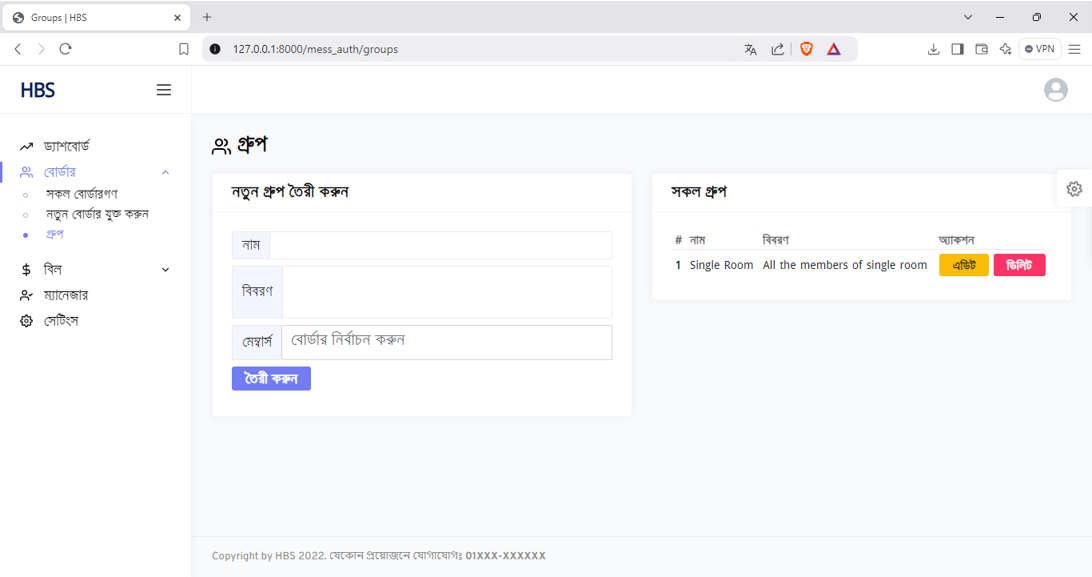 Groups | HBS
127.0.0.1:8000/mess_auth/groups
VPN
HBS
ড্যাশবোর্ড
বোর্ডার
সকল বোর্ডারগণ
নতুন বোর্ডার যুক্ত করুন
গ্রুপ
বিল
ম্যানেজার
সেটিংস
গ্রুপ
নতুন গ্রুপ তৈরী করুন
নাম
বিবরণ
মেম্বার্স বোর্ডার নির্বাচন করুন
তৈরী করুন
সকল গ্রুপ
# নাম বিবরণ অ্যাকশন
1 Single Room All the members of single room এডিট ডিলিট
Copyright by HBS 2022. যেকোন প্রয়োজনে যোগাযোগঃ 01XXX-XXXXXX